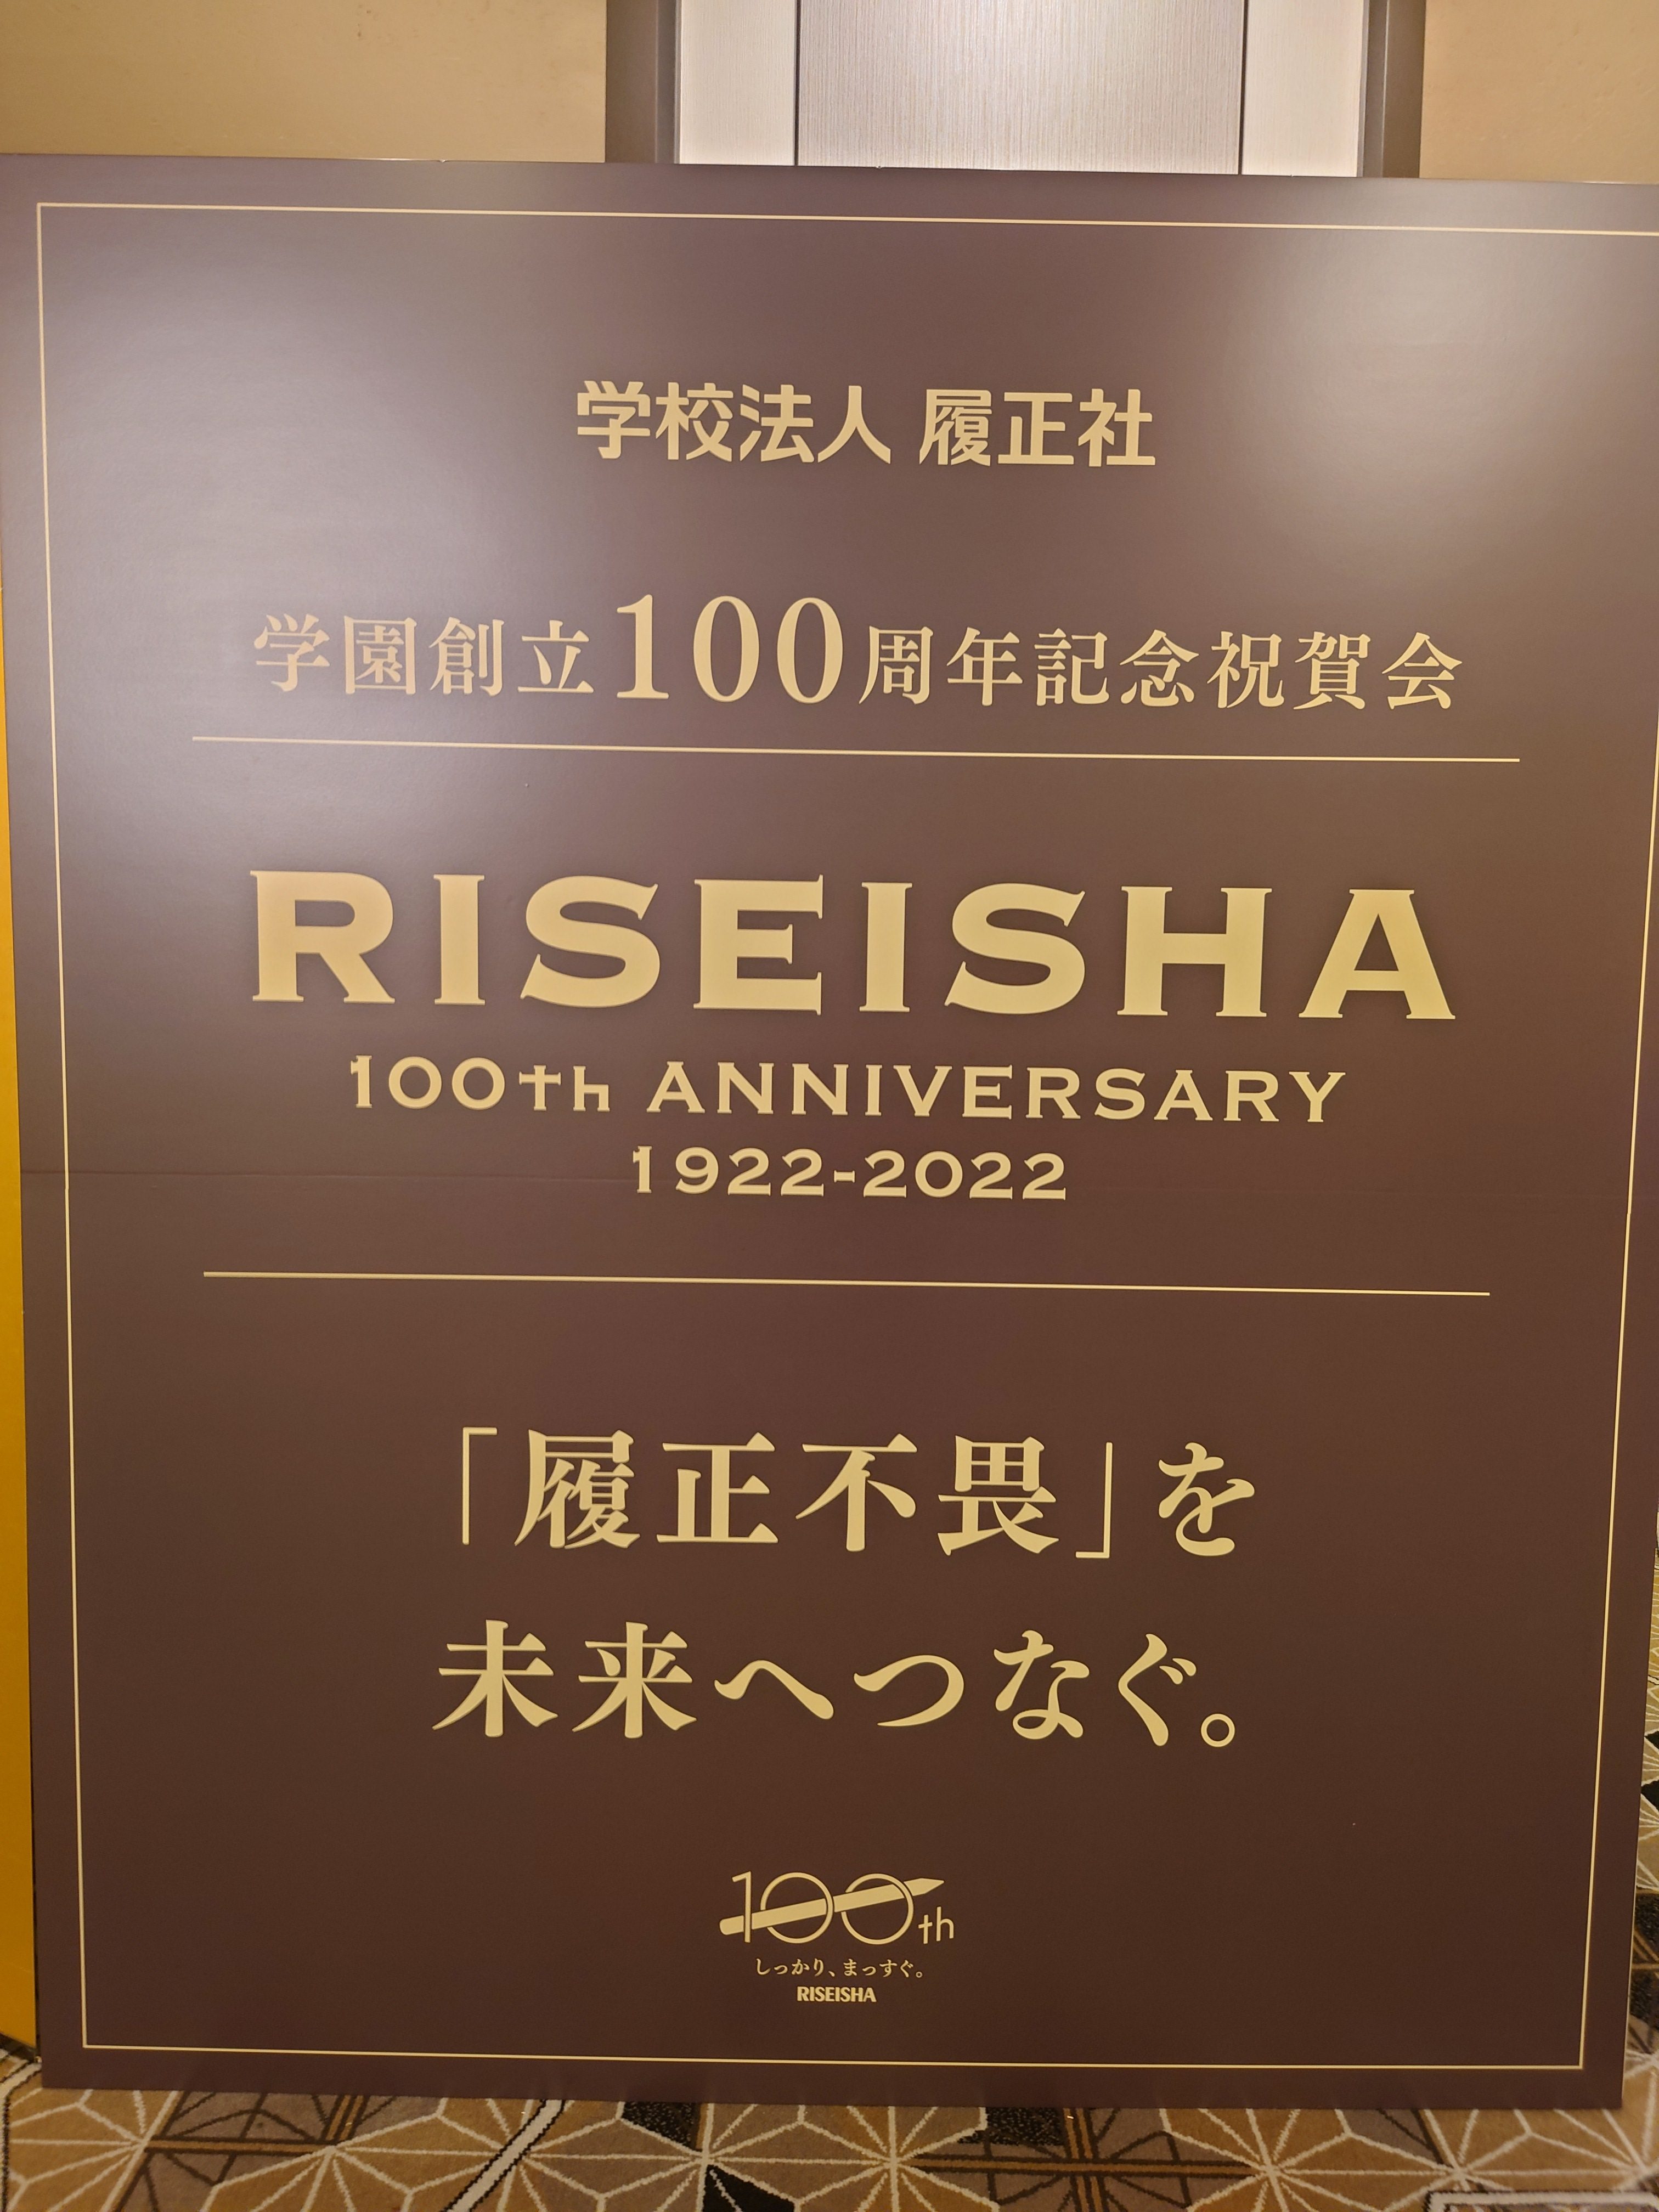 学校法人 履正社
学園創立100周年記念祝賀会
RISEISHA
100th ANNIVERSARY
1922-2022
「履正不畏」を
未来へつなぐ。
100th
しっかり、まっすぐ。
RISEISHA